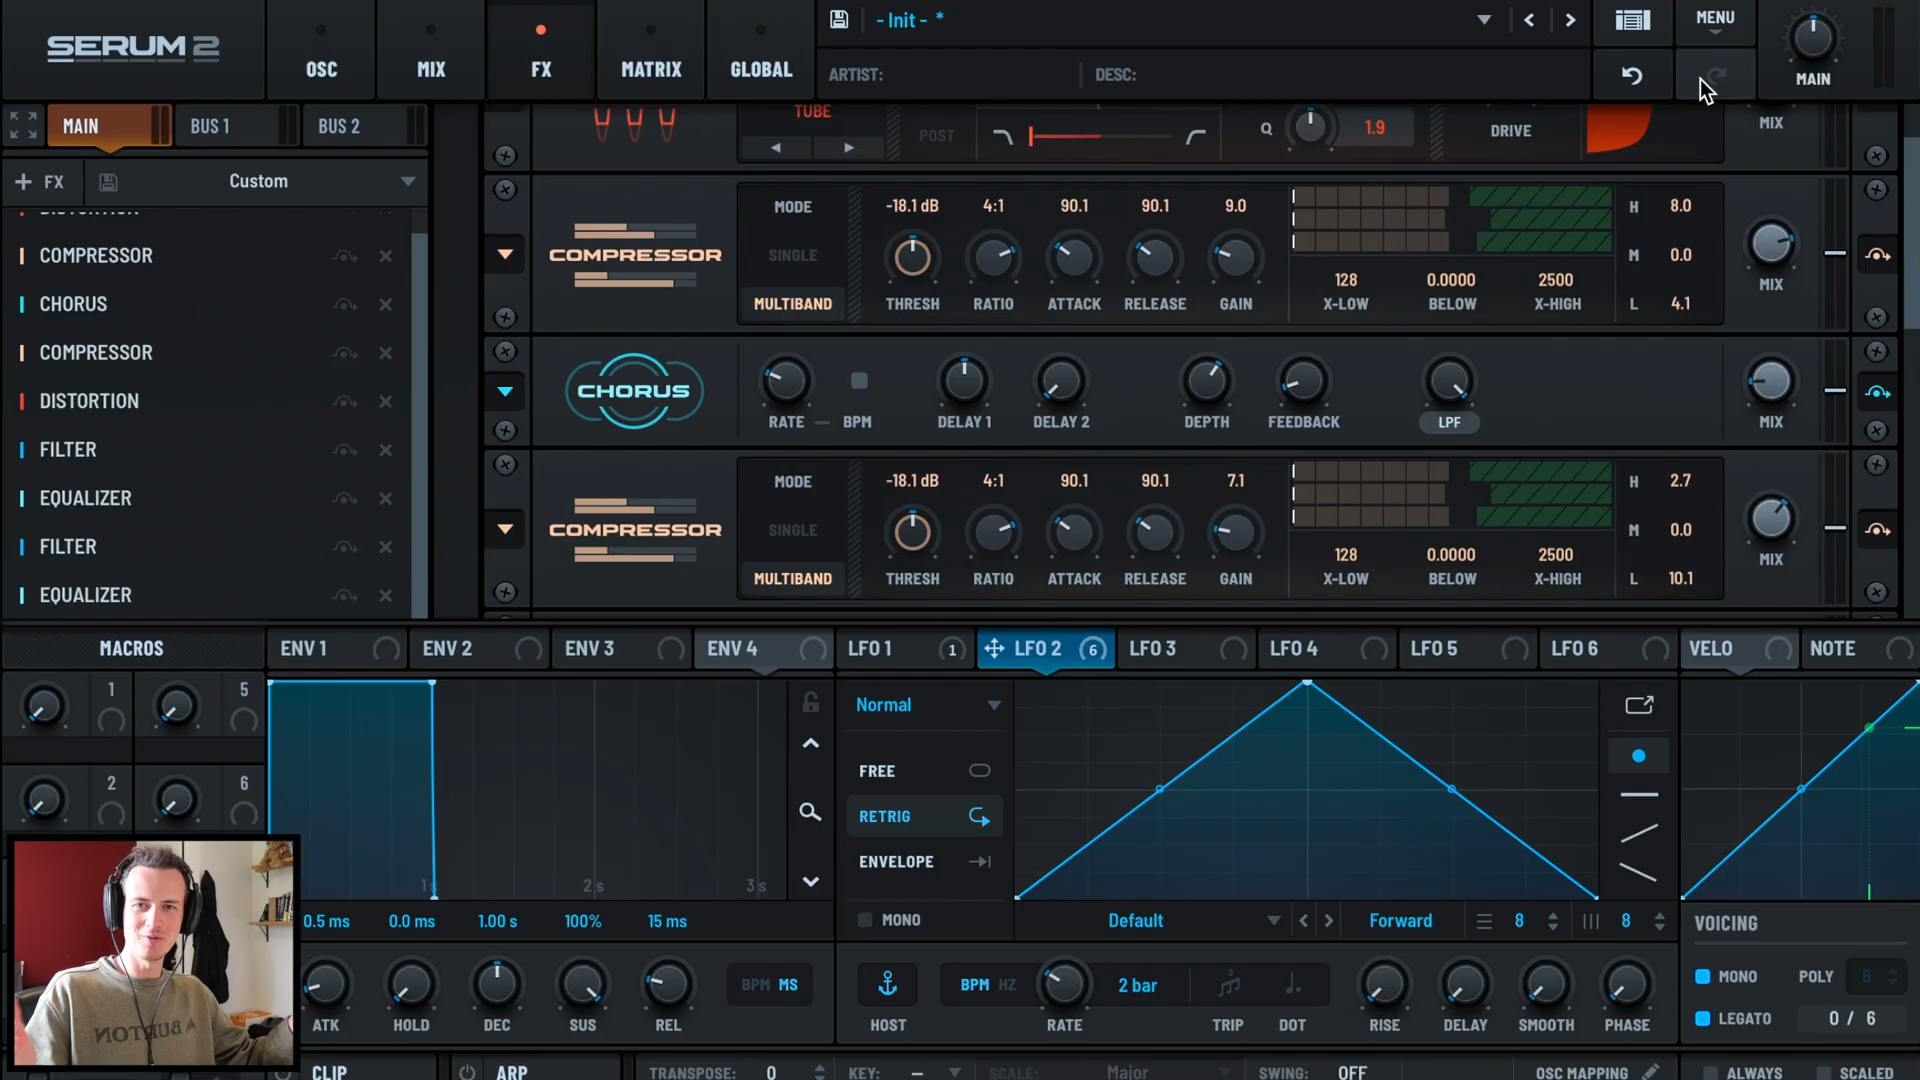 SERUM 2
OSC
MIX
FX
MATRIX
GLOBAL
- Init - *
MENU
ARTIST:
DESC:
MAIN
MAIN
BUS 1
BUS 2
+ FX
Custom
COMPRESSOR
CHORUS
COMPRESSOR
DISTORTION
FILTER
EQUALIZER
FILTER
EQUALIZER
TUBE
POST
Q
1.9
DRIVE
MIX
COMPRESSOR
MODE
SINGLE
MULTIBAND
-18.1 dB 4:1 90.1 90.1 9.0
THRESH RATIO ATTACK RELEASE GAIN
128 0.0000 2500
X-LOW BELOW X-HIGH
H 8.0
M 0.0
L 4.1
MIX
CHORUS
RATE BPM DELAY 1 DELAY 2 DEPTH FEEDBACK LPF MIX
COMPRESSOR
MODE
SINGLE
MULTIBAND
-18.1 dB 4:1 90.1 90.1 7.1
THRESH RATIO ATTACK RELEASE GAIN
128 0.0000 2500
X-LOW BELOW X-HIGH
H 2.7
M 0.0
L 10.1
MIX
MACROS
ENV 1 ENV 2 ENV 3 ENV 4 LFO 1 1 LFO 2 6 LFO 3 LFO 4 LFO 5 LFO 6 VELO NOTE
1 5
2 6
1s 2 s 3 s
0.5 ms 0.0 ms 1.00 s 100% 15 ms
ATK HOLD DEC SUS REL
BPM MS
Normal
FREE
RETRIG
ENVELOPE
MONO
Default
Forward
8
8
HOST
BPM HZ
RATE
2 bar
TRIP DOT
RISE DELAY SMOOTH PHASE
VOICING
MONO POLY 8
LEGATO 0 / 6
CLIP
ARP
TRANSPOSE: 0
KEY: –
SCALE: Major
SWING: OFF
OSC MAPPING
ALWAYS SCALED
BURTON